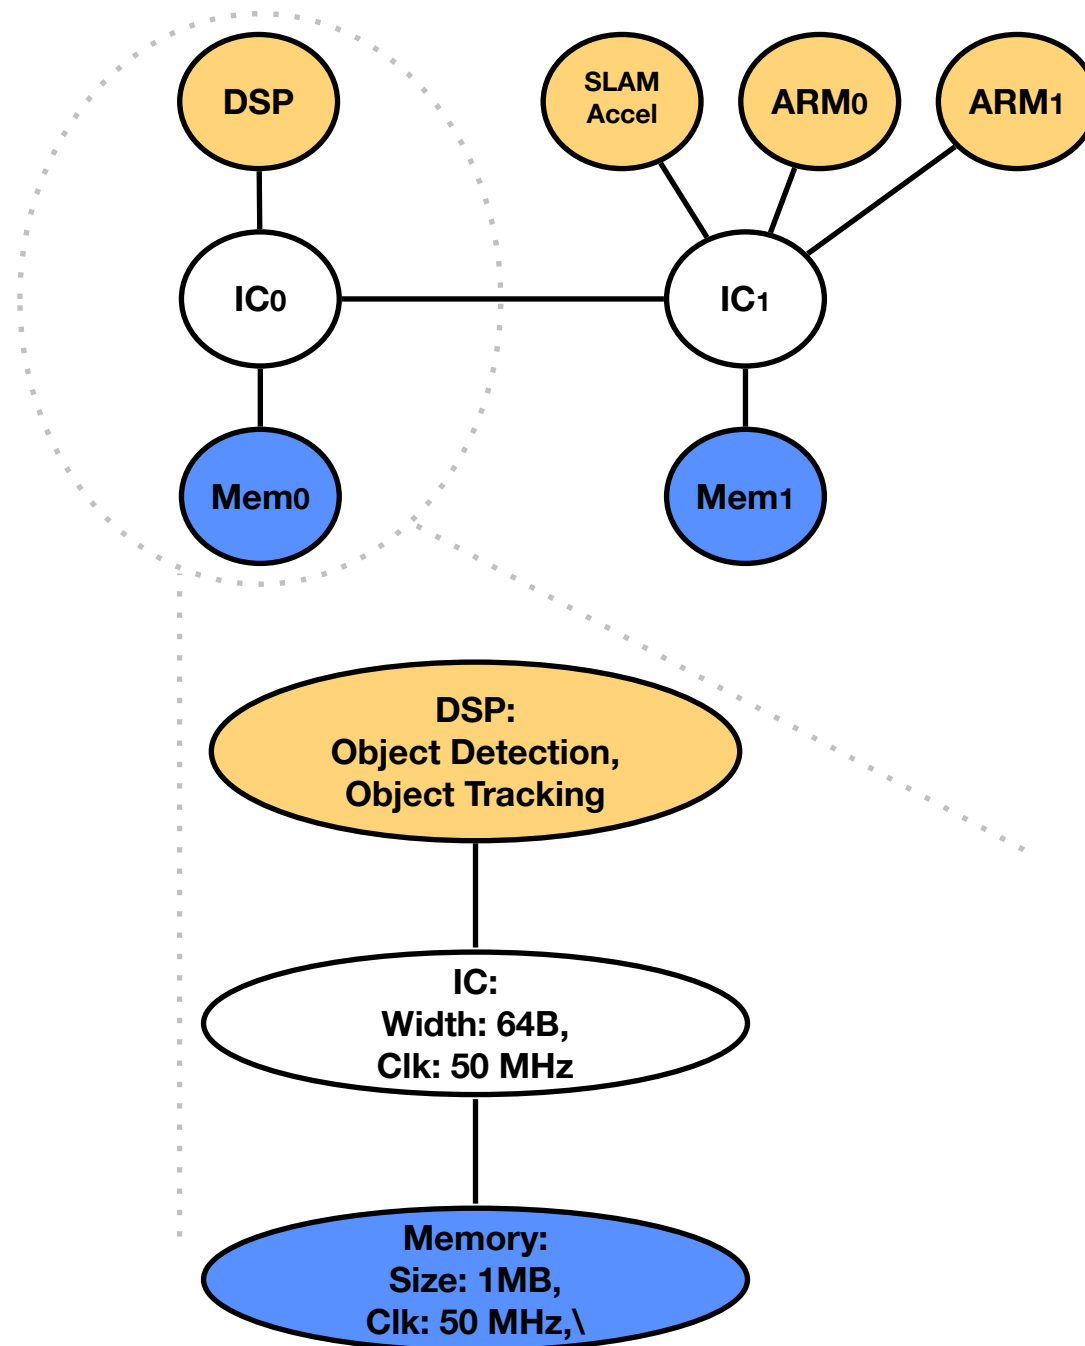 DSP
SLAM
Accel
ARM0
ARM1
IC0
IC1
Mem0
Mem1
DSP:
Object Detection,
Object Tracking
IC:
Width: 64B,
Clk: 50 MHz
Memory:
Size: 1MB,
Clk: 50 MHz,\